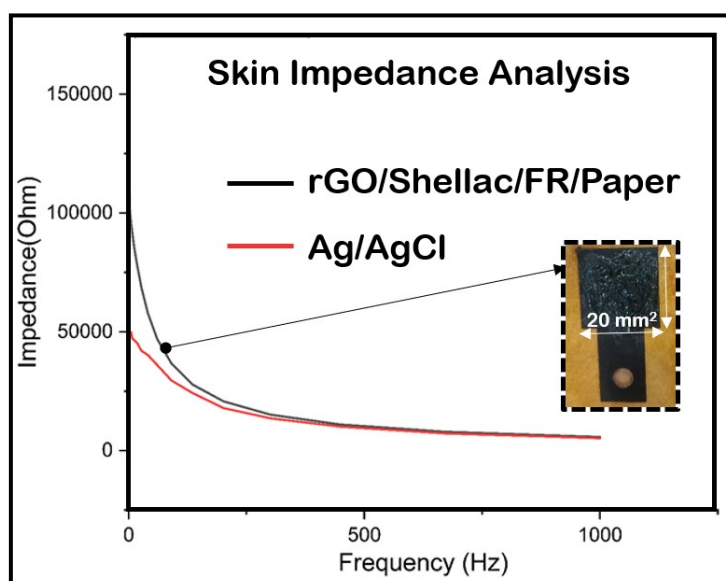 Skin Impedance Analysis
rGO/Shellac/FR/Paper
Ag/AgCl
20 mm²
Impedance(Ohm)
150000
100000
50000
0
0
500
1000
Frequency (Hz)